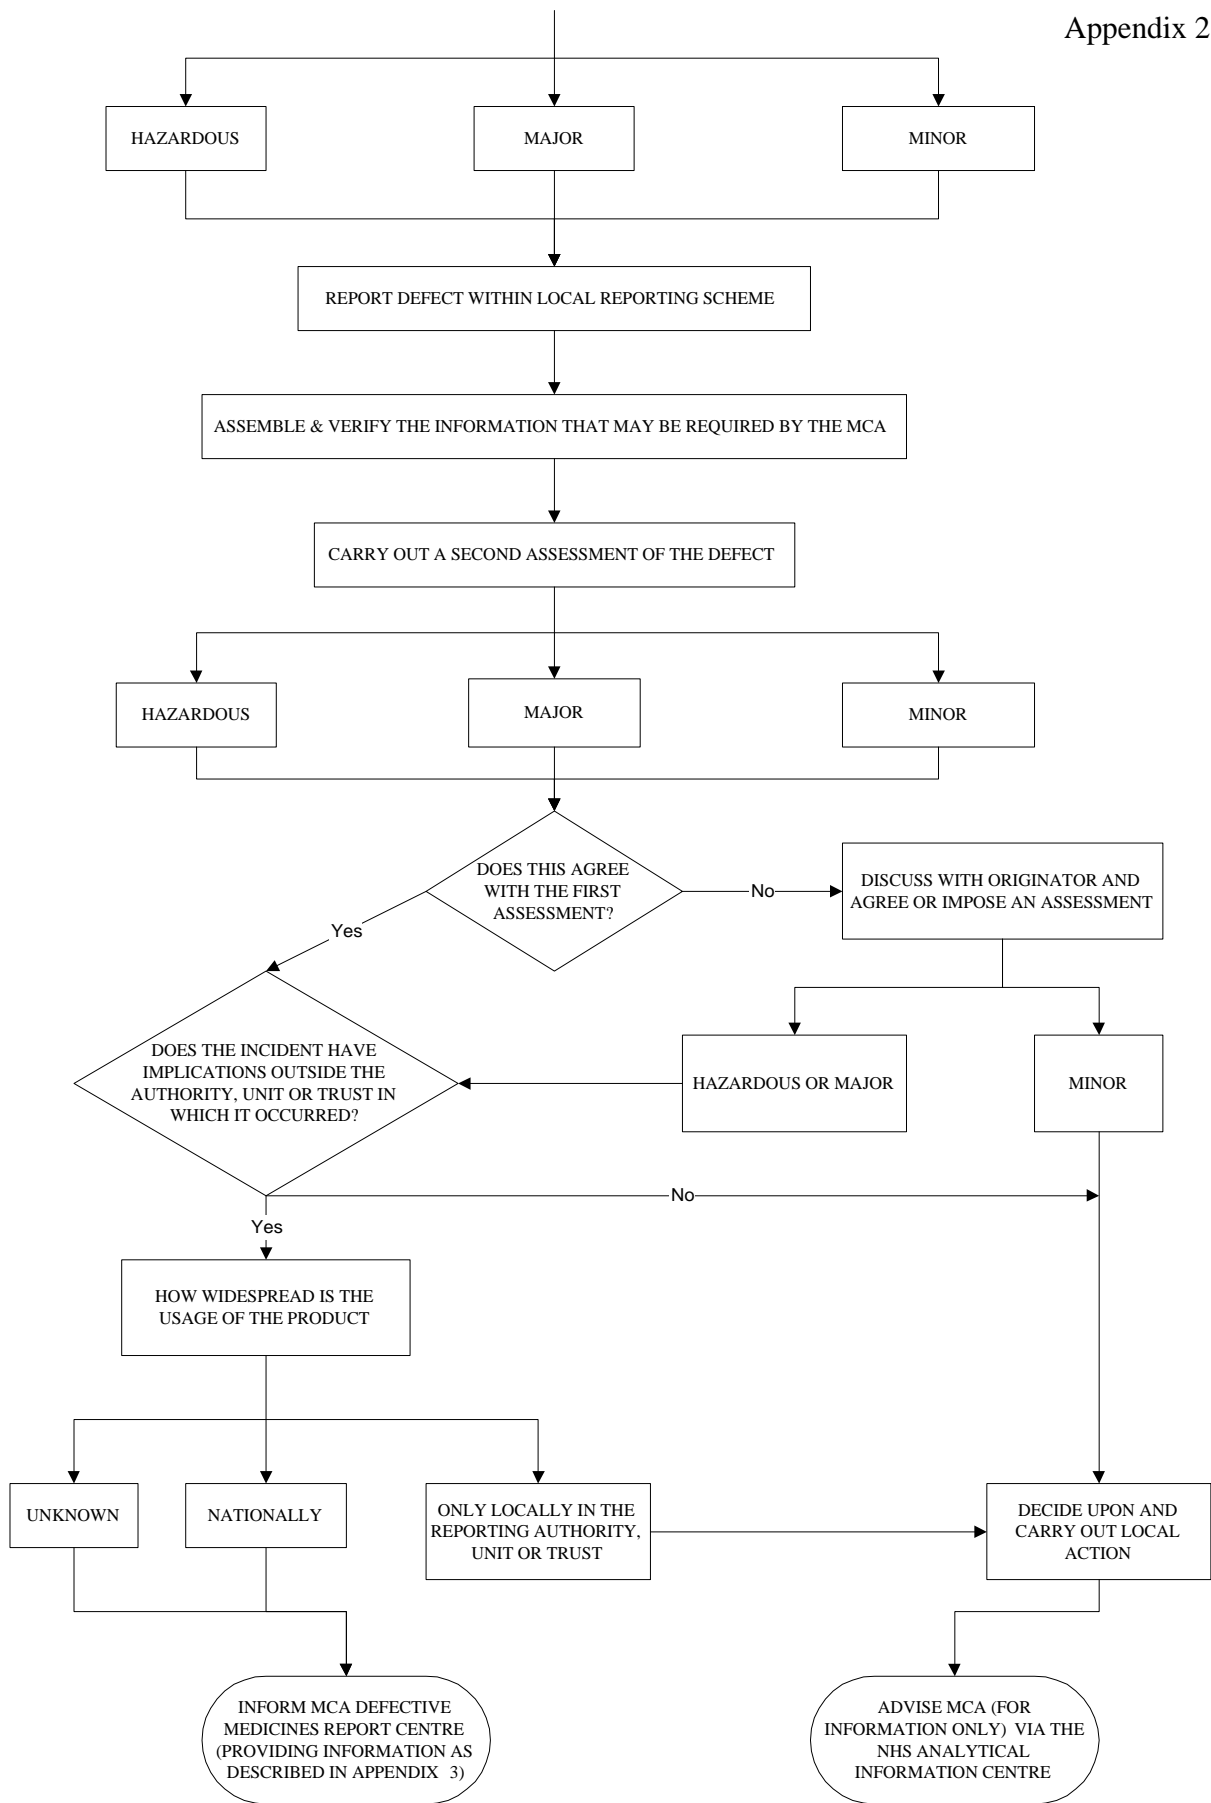 Appendix 2
HAZARDOUS
MAJOR
MINOR
REPORT DEFECT WITHIN LOCAL REPORTING SCHEME
ASSEMBLE & VERIFY THE INFORMATION THAT MAY BE REQUIRED BY THE MCA
CARRY OUT A SECOND ASSESSMENT OF THE DEFECT
HAZARDOUS
MAJOR
MINOR
DOES THIS AGREE
WITH THE FIRST
ASSESSMENT?
No
DISCUSS WITH ORIGINATOR AND
AGREE OR IMPOSE AN ASSESSMENT
Yes
DOES THE INCIDENT HAVE
IMPLICATIONS OUTSIDE THE
AUTHORITY, UNIT OR TRUST IN
WHICH IT OCCURRED?
HAZARDOUS OR MAJOR
MINOR
No
Yes
HOW WIDESPREAD IS THE
USAGE OF THE PRODUCT
UNKNOWN
NATIONALLY
ONLY LOCALLY IN THE
REPORTING AUTHORITY,
UNIT OR TRUST
DECIDE UPON AND
CARRY OUT LOCAL
ACTION
INFORM MCA DEFECTIVE
MEDICINES REPORT CENTRE
(PROVIDING INFORMATION AS
DESCRIBED IN APPENDIX 3)
ADVISE MCA (FOR
INFORMATION ONLY) VIA THE
NHS ANALYTICAL
INFORMATION CENTRE